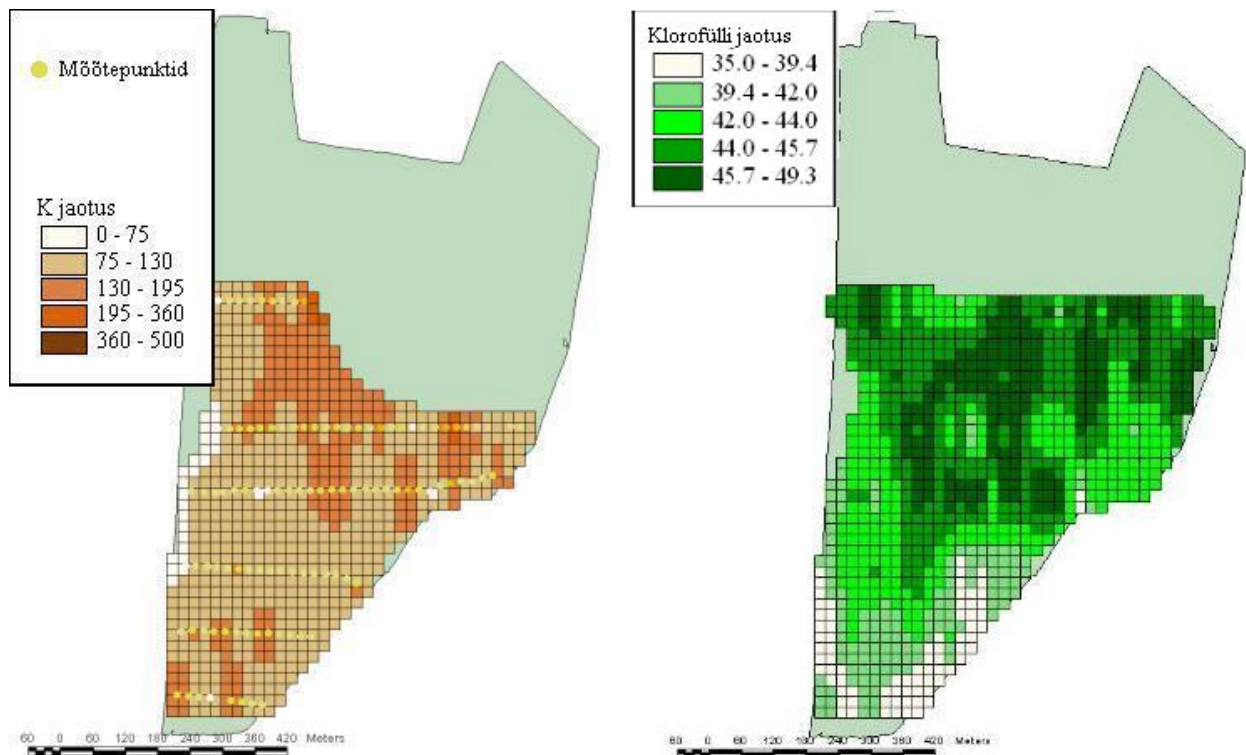 Mõõtepunktid
K jaotus
0 - 75
75 - 130
130 - 195
195 - 360
360 - 500
60 0 60 120 180 240 300 360 420 Meters
Klorofülli jaotus
35.0 - 39.4
39.4 - 42.0
42.0 - 44.0
44.0 - 45.7
45.7 - 49.3
60 0 60 120 180 240 300 360 420 Meters